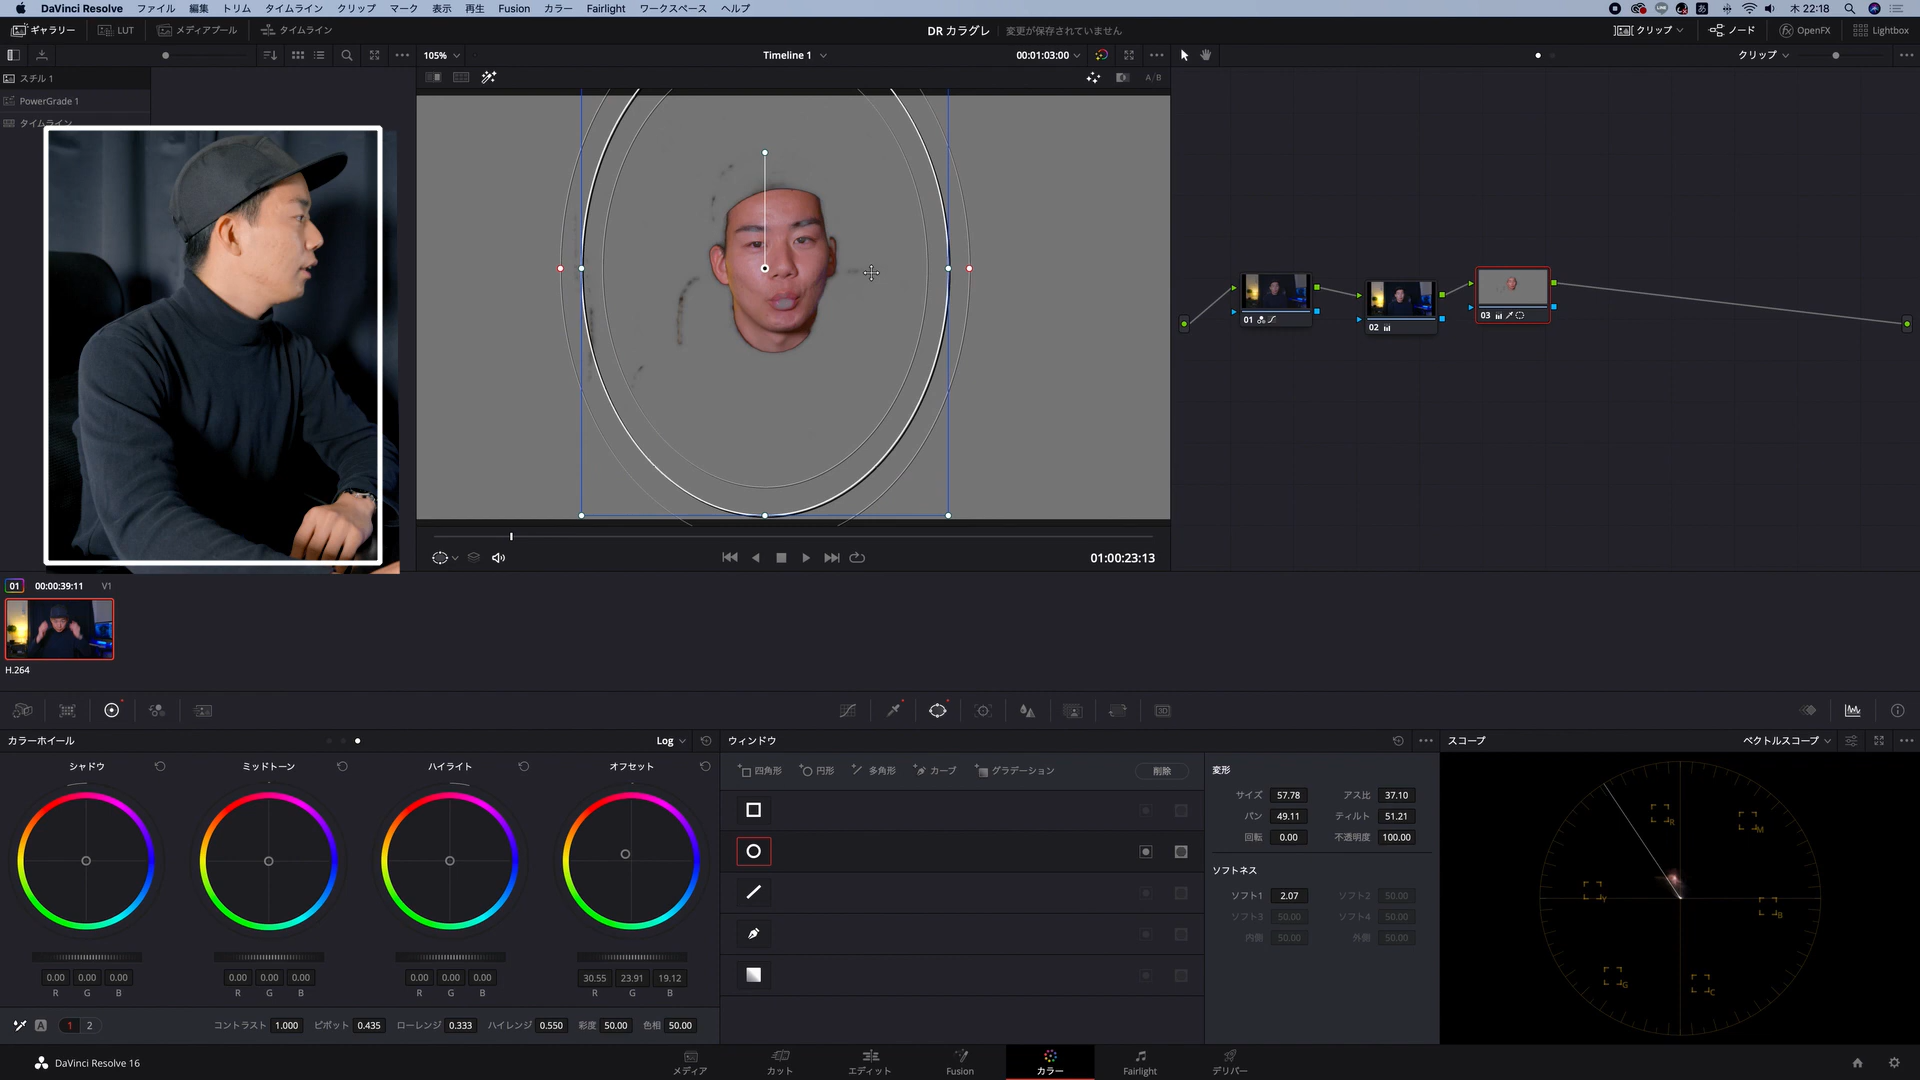 DaVinci Resolve ファイル 編集 トリム タイムライン クリップ マーク 表示 再生 Fusion カラー Fairlight ワークスペース ヘルプ
あ 木 22:18
ギャラリー LUT メディアプール タイムライン
DR カラグレ 変更が保存されていません
クリップ ノード OpenFX Lightbox
105% Timeline 1 00:01:03:00
クリップ
スチル 1
PowerGrade 1
タイムライン
A/B
01
02
03
01:00:23:13
01 00:00:39:11 V1
H.264
3D
カラーホイール Log
シャドウ ミッドトーン ハイライト オフセット
0.00 0.00 0.00
R G B
0.00 0.00 0.00
R G B
0.00 0.00 0.00
R G B
30.55 23.91 19.12
R G B
A 1 2
コントラスト 1.000 ピボット 0.435 ローレンジ 0.333 ハイレンジ 0.550 彩度 50.00 色相 50.00
ウィンドウ
四角形 円形 多角形 カーブ グラデーション 削除
変形
サイズ 57.78 アス比 37.10
パン 49.11 ティルト 51.21
回転 0.00 不透明度 100.00
ソフトネス
ソフト1 2.07 ソフト2 50.00
ソフト3 50.00 ソフト4 50.00
内側 50.00 外側 50.00
スコープ ベクトルスコープ
R
M
Y
B
G
C
DaVinci Resolve 16
メディア カット エディット Fusion カラー Fairlight デリバー